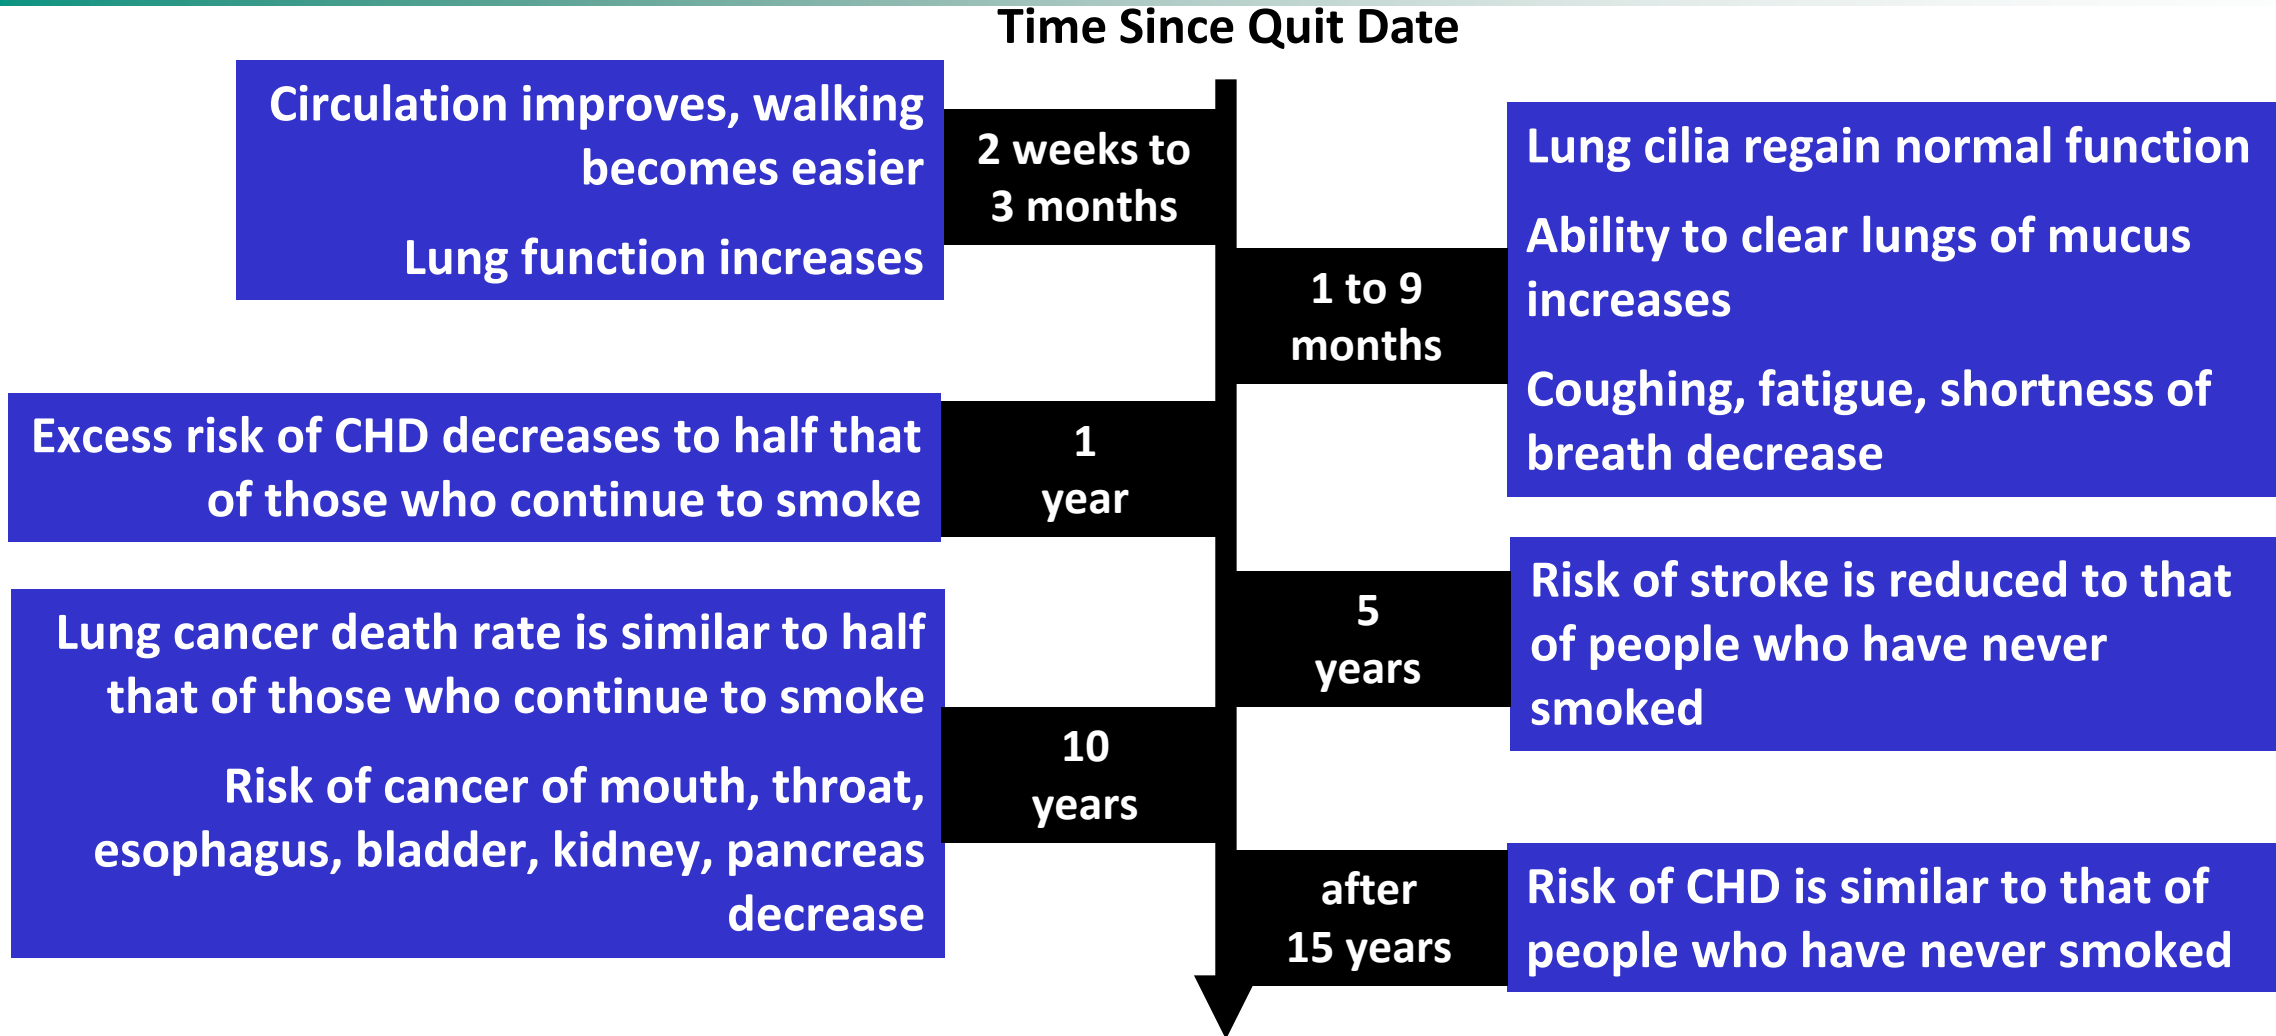 Time Since Quit Date
Circulation improves, walking
becomes easier
Lung function increases
2 weeks to
3 months
Lung cilia regain normal function
Ability to clear lungs of mucus
increases
Coughing, fatigue, shortness of
breath decrease
1 to 9
months
Excess risk of CHD decreases to half that
of those who continue to smoke
1
year
Risk of stroke is reduced to that
of people who have never
smoked
5
years
Lung cancer death rate is similar to half
that of those who continue to smoke
Risk of cancer of mouth, throat,
esophagus, bladder, kidney, pancreas
decrease
10
years
after
15 years
Risk of CHD is similar to that of
people who have never smoked